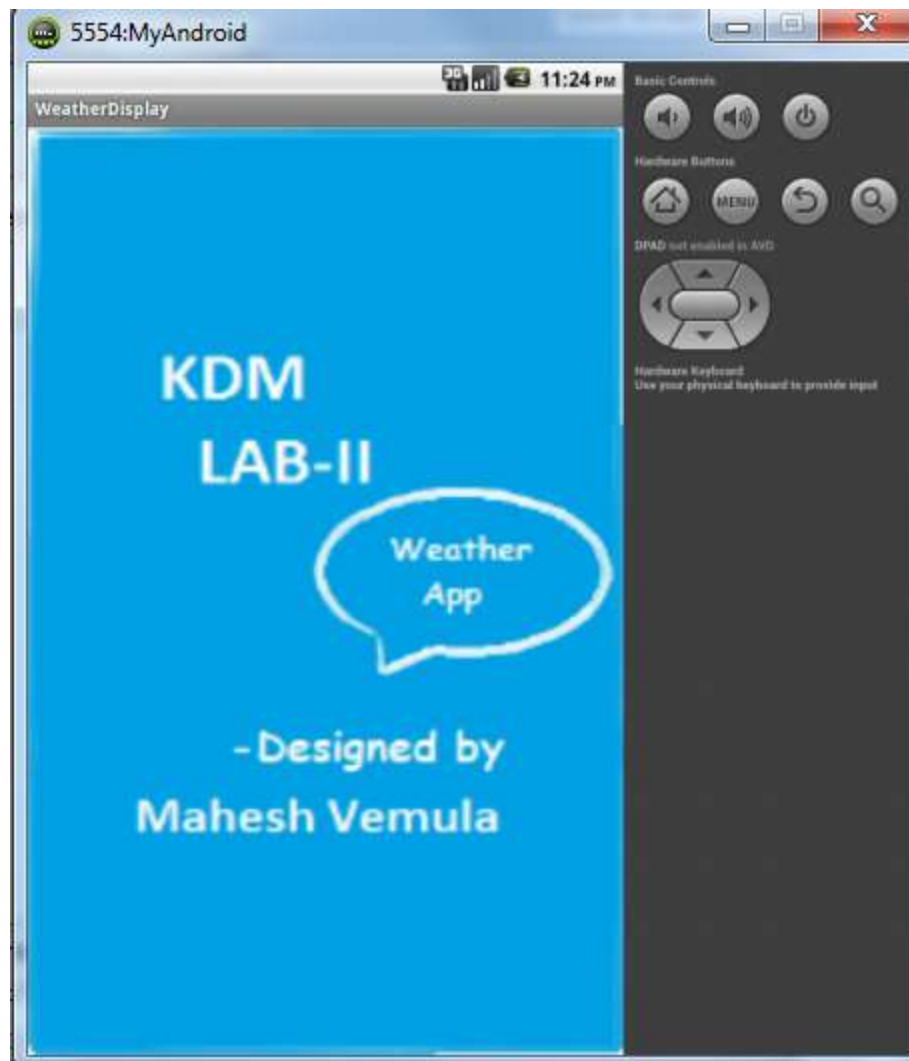 5554:MyAndroid
3G
11:24 PM
WeatherDisplay
KDM
LAB-II
Weather
App
-Designed by
Mahesh Vemula
Basic Controls
Hardware Buttons
MENU
DPAD not enabled in AVD
Hardware Keyboard
Use your physical keyboard to provide input